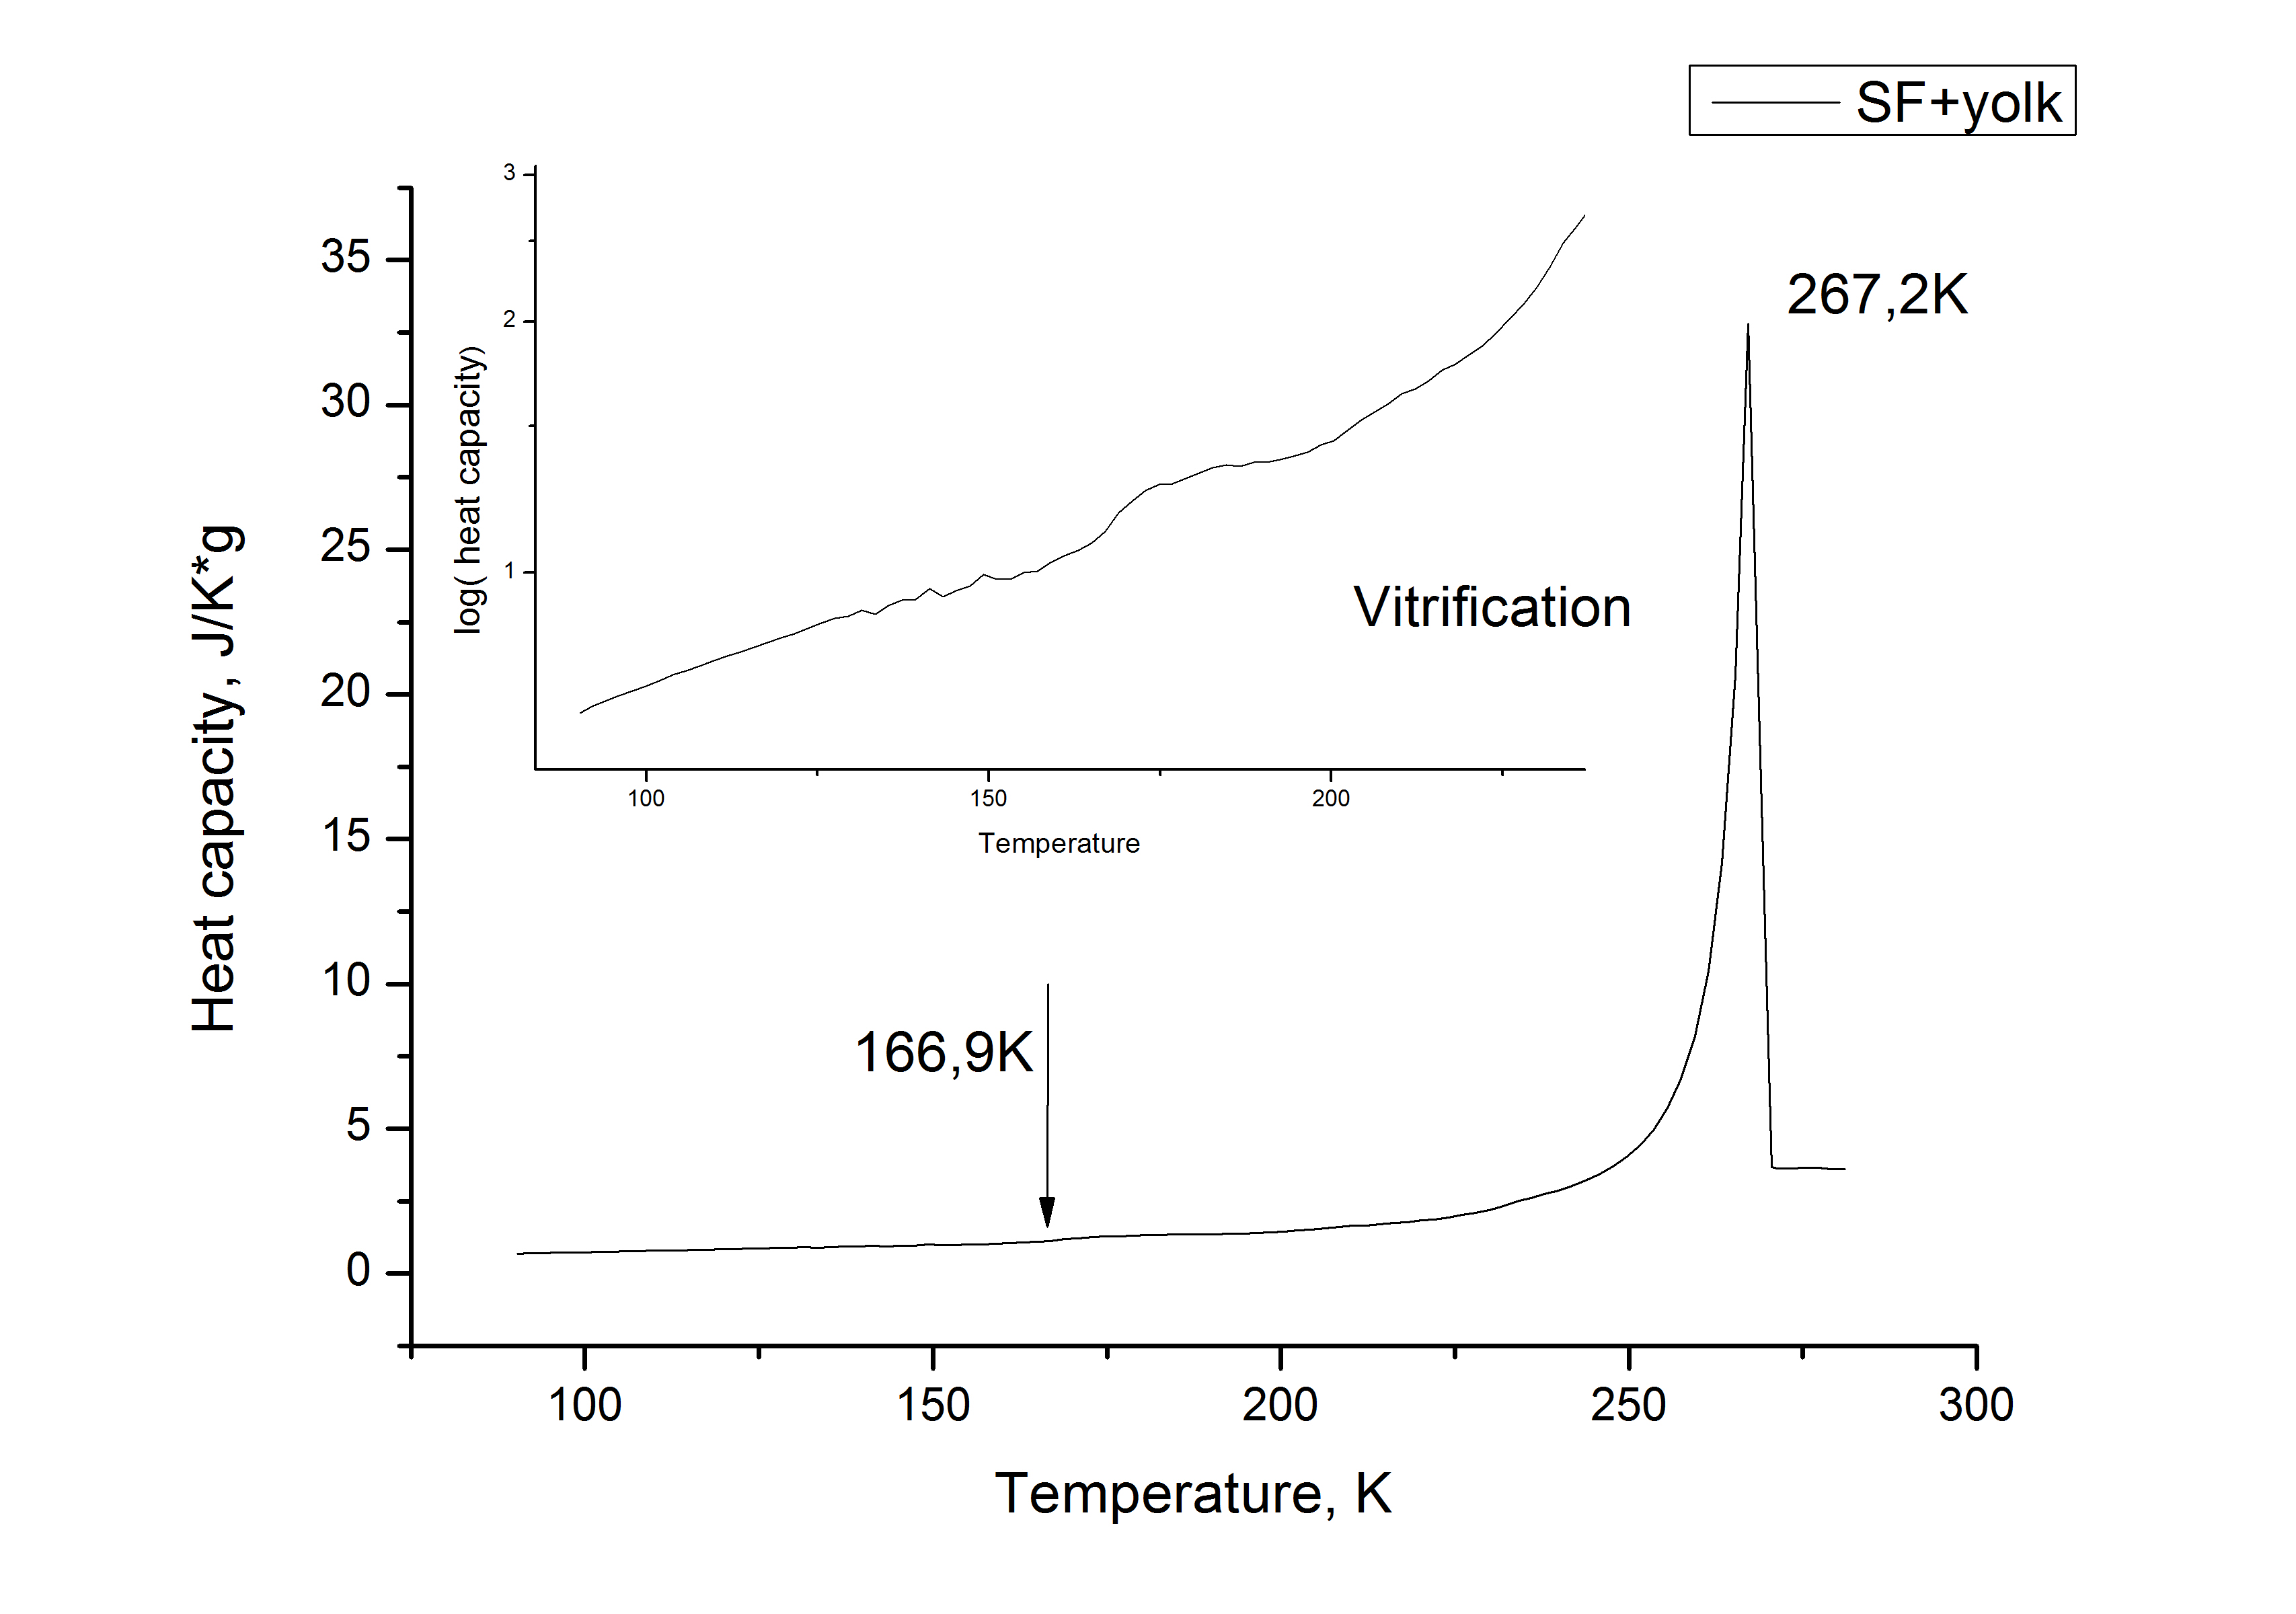 SF+yolk
267,2K
Vitrification
166,9K
Heat capacity, J/K*g
35
30
25
20
15
10
5
0
100
150
200
250
300
Temperature, K
log( heat capacity)
3
2
1
100
150
200
Temperature